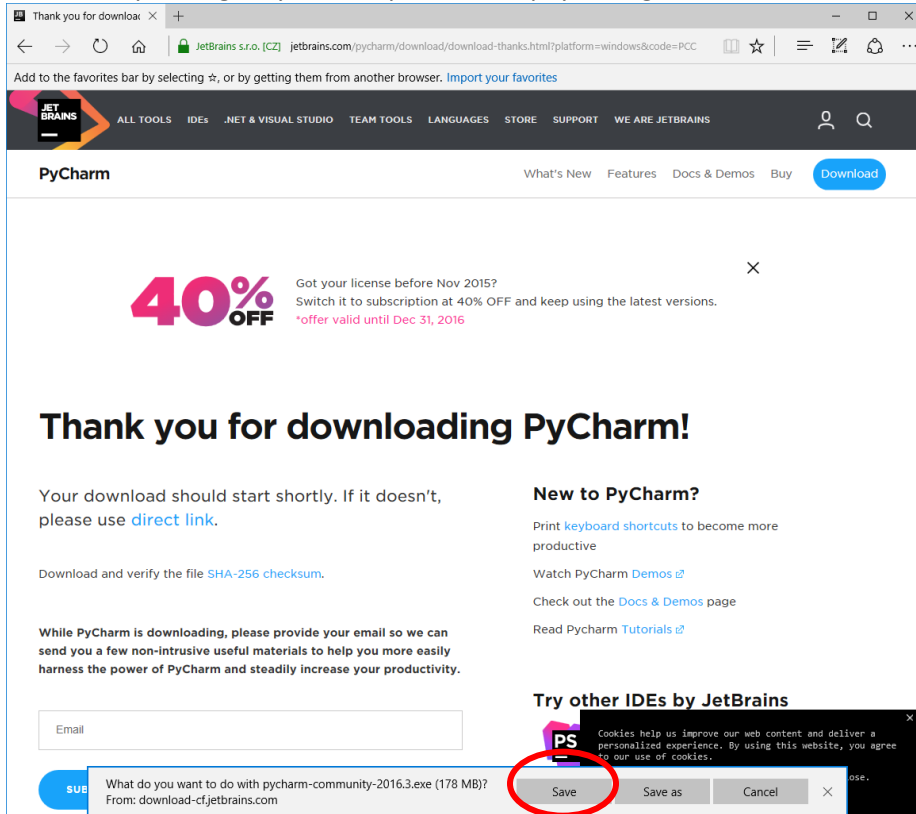 Thank you for downloac
JetBrains s.r.o. [CZ] jetbrains.com/pycharm/download/download-thanks.html?platform=windows&code=PCC
Add to the favorites bar by selecting ☆, or by getting them from another browser. Import your favorites
JET
BRAINS
ALL TOOLS IDEs .NET & VISUAL STUDIO TEAM TOOLS LANGUAGES STORE SUPPORT WE ARE JETBRAINS
PyCharm What's New Features Docs & Demos Buy Download
40% OFF
Got your license before Nov 2015?
Switch it to subscription at 40% OFF and keep using the latest versions.
*offer valid until Dec 31, 2016
Thank you for downloading PyCharm!
Your download should start shortly. If it doesn't,
please use direct link.
Download and verify the file SHA-256 checksum.
While PyCharm is downloading, please provide your email so we can
send you a few non-intrusive useful materials to help you more easily
harness the power of PyCharm and steadily increase your productivity.
Email
SUB
New to PyCharm?
Print keyboard shortcuts to become more
productive
Watch PyCharm Demos
Check out the Docs & Demos page
Read Pycharm Tutorials
Try other IDEs by JetBrains
PS
Cookies help us improve our web content and deliver a
personalized experience. By using this website, you agree
to our use of cookies.
ose.
What do you want to do with pycharm-community-2016.3.exe (178 MB)?
From: download-cf.jetbrains.com
Save Save as Cancel